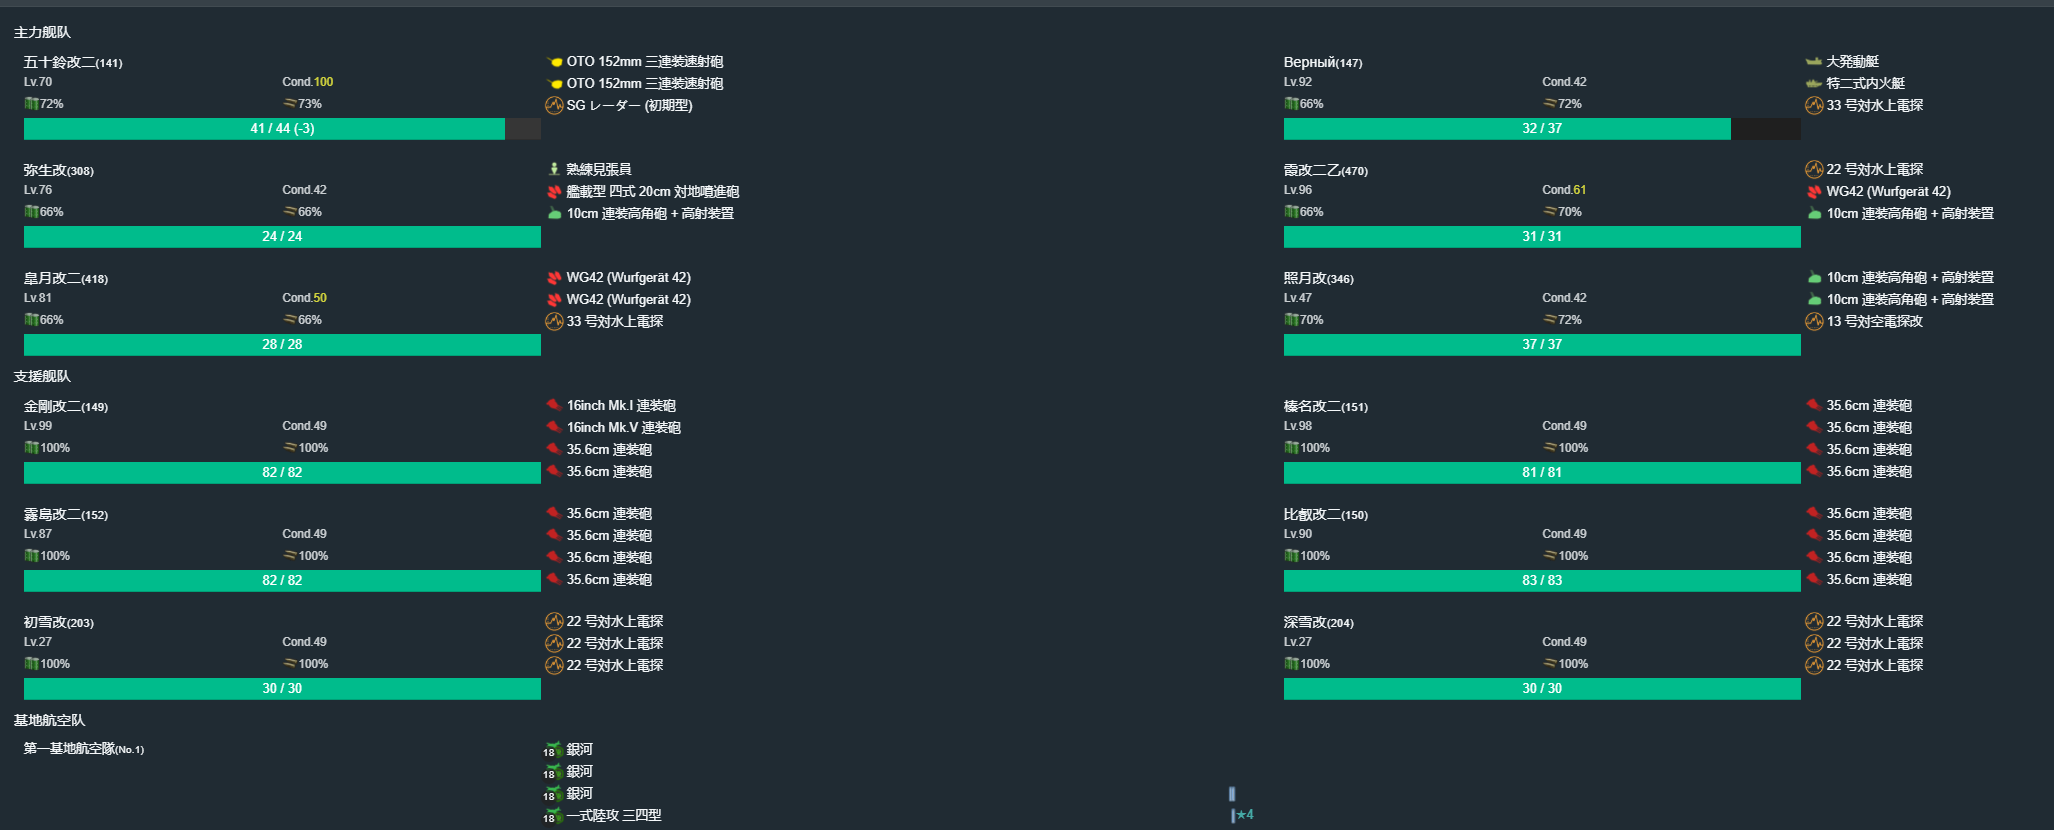 主力舰队
五十鈴改二(141)
Lv.70 Cond.100
72% 73%
41 / 44 (-3)
OTO 152mm 三連装速射砲
OTO 152mm 三連装速射砲
SG レーダー (初期型)
Верный(147)
Lv.92 Cond.42
66% 72%
32 / 37
大発動艇
特二式内火艇
33 号対水上電探
弥生改(308)
Lv.76 Cond.42
66% 66%
24 / 24
熟練見張員
艦載型 四式 20cm 対地噴進砲
10cm 連装高角砲 + 高射装置
霞改二乙(470)
Lv.96 Cond.61
66% 70%
31 / 31
22 号対水上電探
WG42 (Wurfgerät 42)
10cm 連装高角砲 + 高射装置
皐月改二(418)
Lv.81 Cond.50
66% 66%
28 / 28
WG42 (Wurfgerät 42)
WG42 (Wurfgerät 42)
33 号対水上電探
照月改(346)
Lv.47 Cond.42
70% 72%
37 / 37
10cm 連装高角砲 + 高射装置
10cm 連装高角砲 + 高射装置
13 号対空電探改
支援舰队
金剛改二(149)
Lv.99 Cond.49
100% 100%
82 / 82
16inch Mk.I 連装砲
16inch Mk.V 連装砲
35.6cm 連装砲
35.6cm 連装砲
榛名改二(151)
Lv.98 Cond.49
100% 100%
81 / 81
35.6cm 連装砲
35.6cm 連装砲
35.6cm 連装砲
35.6cm 連装砲
霧島改二(152)
Lv.87 Cond.49
100% 100%
82 / 82
35.6cm 連装砲
35.6cm 連装砲
35.6cm 連装砲
35.6cm 連装砲
比叡改二(150)
Lv.90 Cond.49
100% 100%
83 / 83
35.6cm 連装砲
35.6cm 連装砲
35.6cm 連装砲
35.6cm 連装砲
初雪改(203)
Lv.27 Cond.49
100% 100%
30 / 30
22 号対水上電探
22 号対水上電探
22 号対水上電探
深雪改(204)
Lv.27 Cond.49
100% 100%
30 / 30
22 号対水上電探
22 号対水上電探
22 号対水上電探
基地航空队
第一基地航空隊(No.1)
18 銀河
18 銀河
18 銀河
18 一式陸攻 三四型 ★4